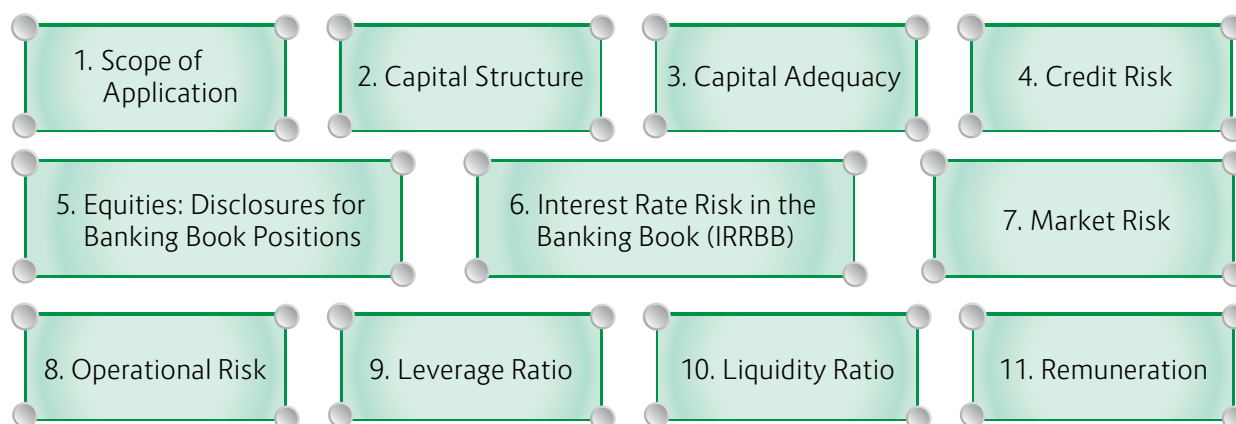 1. Scope of
Application
2. Capital Structure
3. Capital Adequacy
4. Credit Risk
5. Equities: Disclosures for
Banking Book Positions
6. Interest Rate Risk in the
Banking Book (IRRBB)
7. Market Risk
8. Operational Risk
9. Leverage Ratio
10. Liquidity Ratio
11. Remuneration